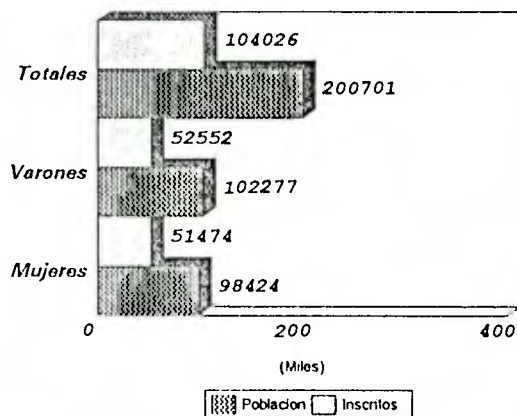 104026
Totales
200701
52552
Varones
102277
51474
Mujeres
98424
0 200 400
(Miles)
Poblacion Inscritos